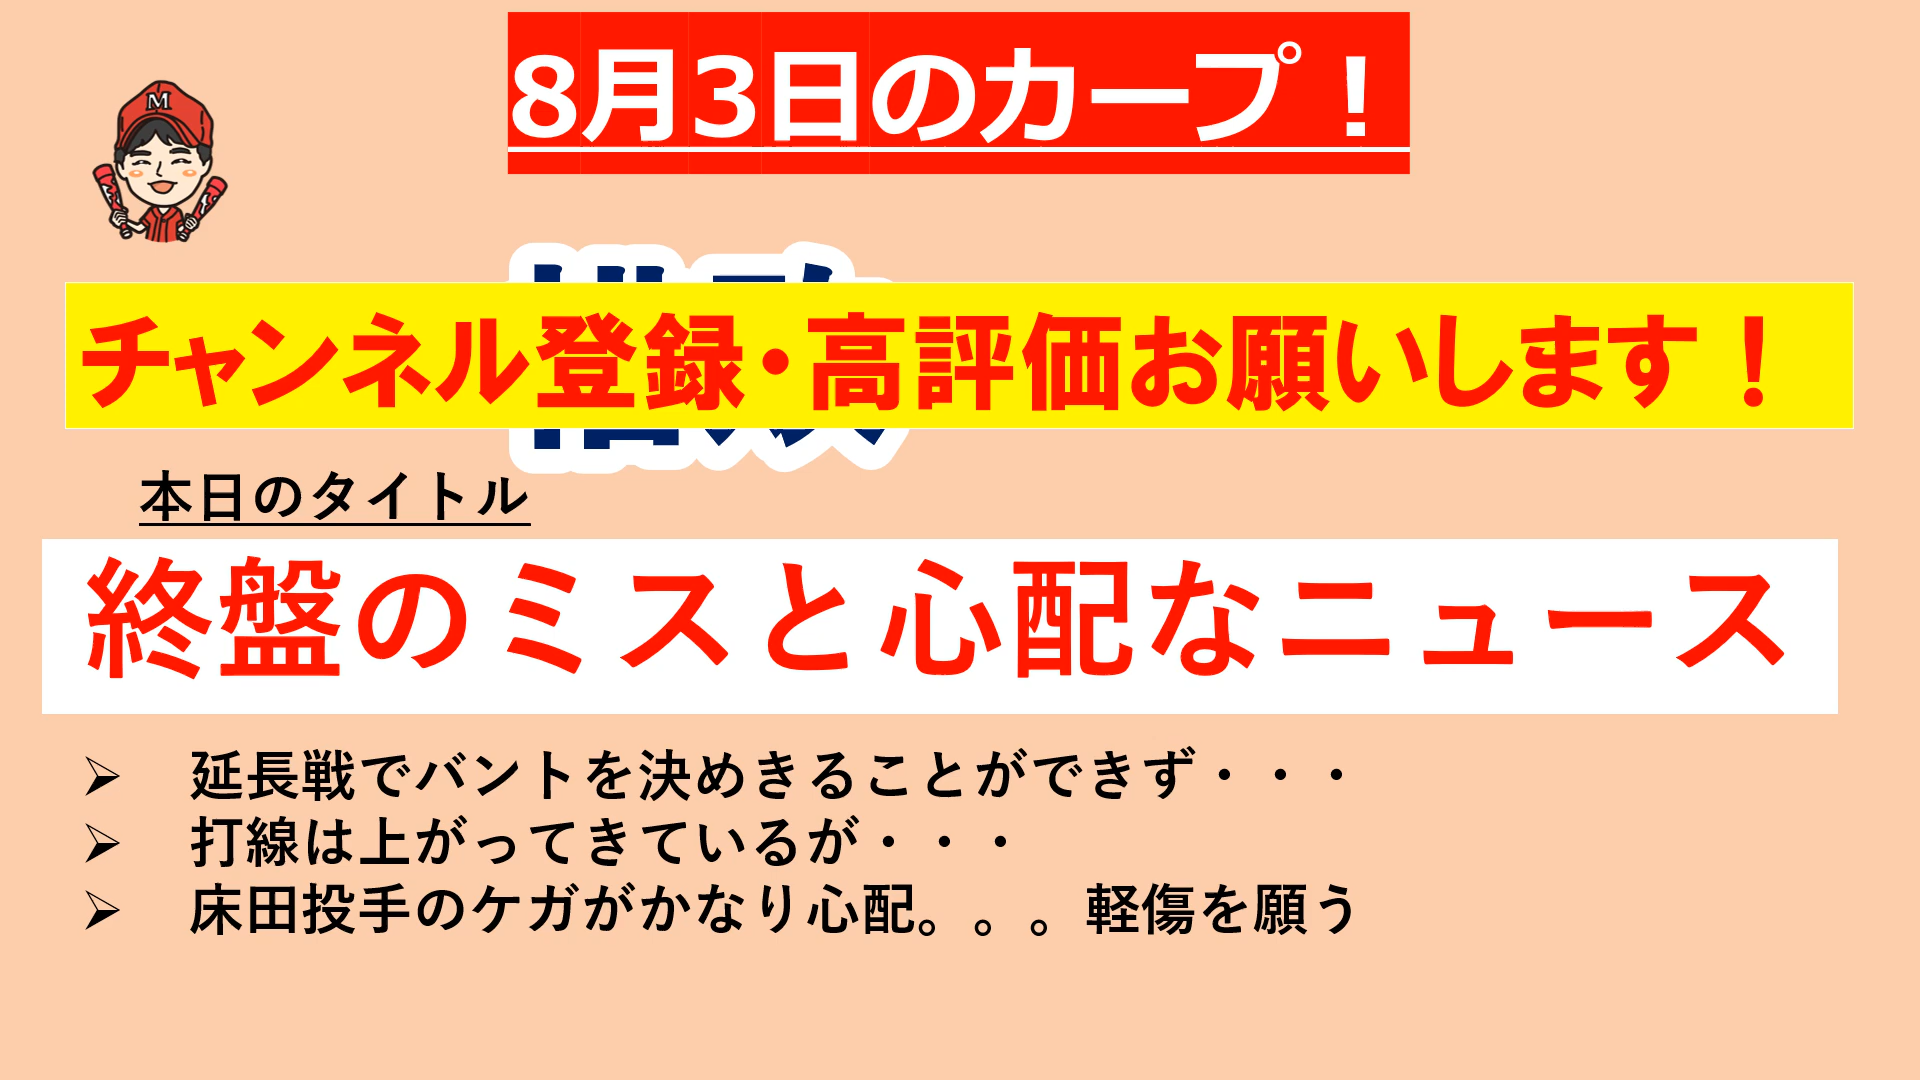 8月3日のカープ！
M
チャンネル登録・高評価お願いします！
本日のタイトル
終盤のミスと心配なニュース
➢ 延長戦でバントを決めきることができず・・・
➢ 打線は上がってきているが・・・
➢ 床田投手のケガがかなり心配。。。軽傷を願う